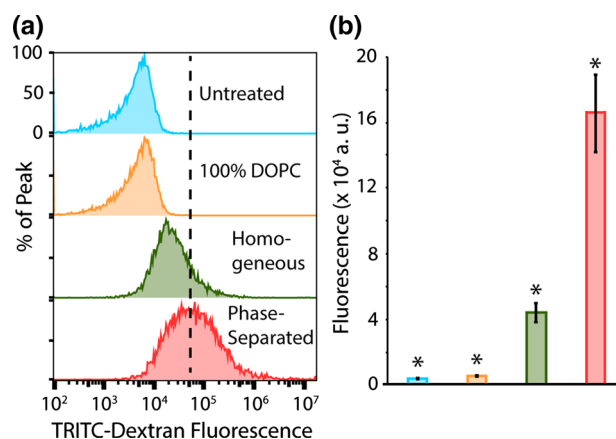 (a)
100
50
0
Untreated
100% DOPC
Homo-
geneous
Phase-
Separated
% of Peak
10² 10³ 10⁴ 10⁵ 10⁶ 10⁷
TRITC-Dextran Fluorescence
(b)
20
16
12
8
4
0
Fluorescence (x 10⁴ a. u.)
* * * *